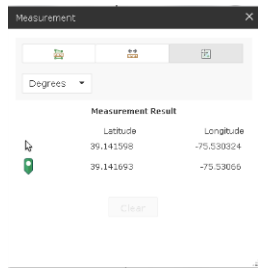 Measurement
Degrees
Measurement Result
Latitude Longitude
39.141598 -75.530324
39.141693 -75.53066
Clear